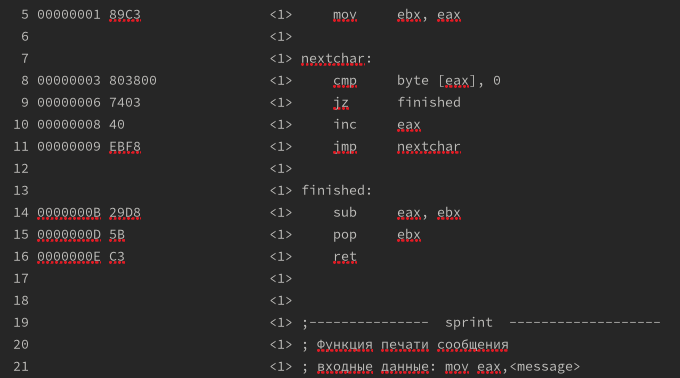 5 00000001 89C3 <1> mov ebx, eax
6 <1>
7 <1> nextchar:
8 00000003 803800 <1> cmp byte [eax], 0
9 00000006 7403 <1> jz finished
10 00000008 40 <1> inc eax
11 00000009 EBF8 <1> jmp nextchar
12 <1>
13 <1> finished:
14 0000000B 29D8 <1> sub eax, ebx
15 0000000D 5B <1> pop ebx
16 0000000E C3 <1> ret
17 <1>
18 <1>
19 <1> ;--------------- sprint -------------------
20 <1> ; Функция печати сообщения
21 <1> ; входные данные: mov eax,<message>